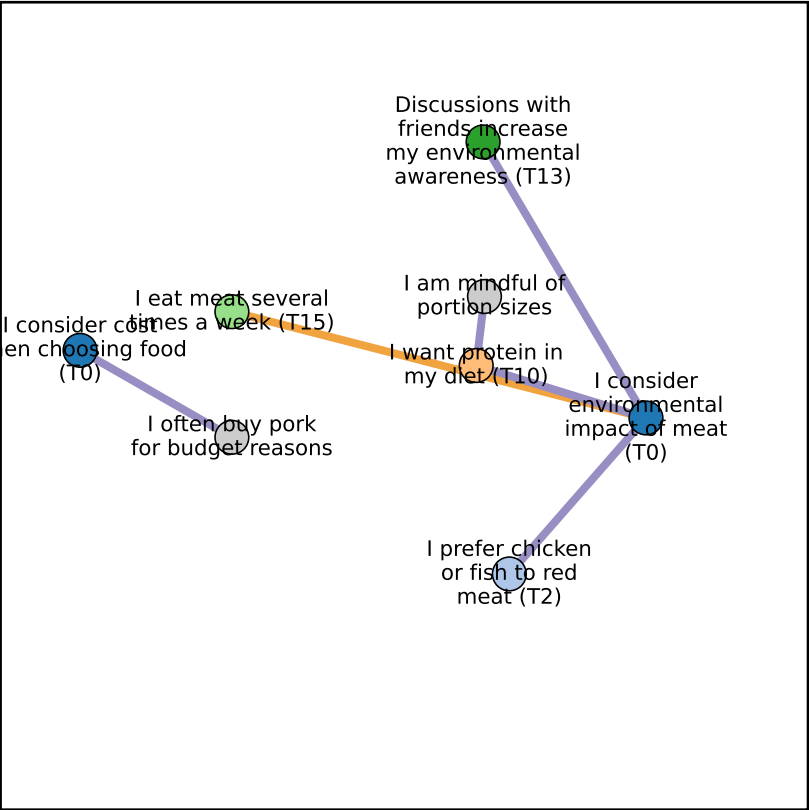 Discussions with
friends increase
my environmental
awareness (T13)
I am mindful of
portion sizes
I eat meat several
times a week (T15)
I consider cost
en choosing food
(T0)
I want protein in
my diet (T10)
I consider
environmental
impact of meat
(T0)
I often buy pork
for budget reasons
I prefer chicken
or fish to red
meat (T2)